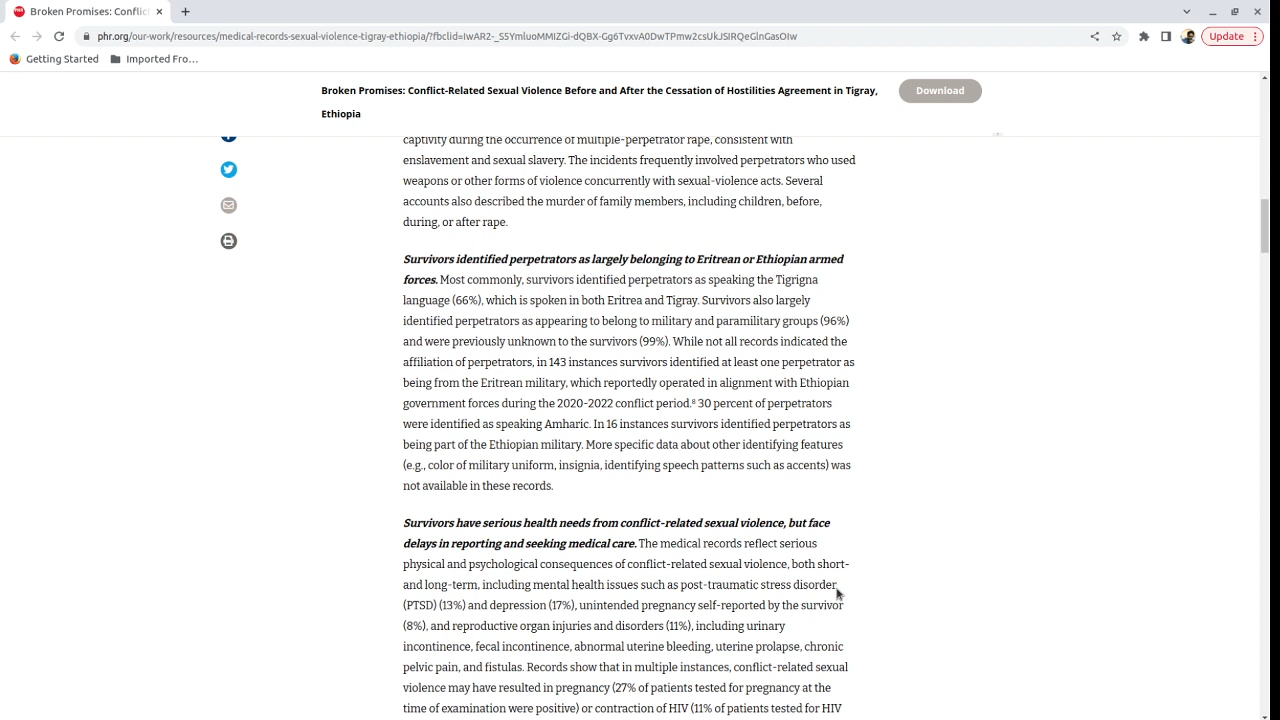 Broken Promises: Conflic
phr.org/our-work/resources/medical-records-sexual-violence-tigray-ethiopia/?fbclid=IwAR2-_S5YmluoMMIZGi-dQBX-Gg6TvxvA0DwTPmw2csUkJSIRQeGlnGasOIw
Update
Getting Started
Imported Fro...
Broken Promises: Conflict-Related Sexual Violence Before and After the Cessation of Hostilities Agreement in Tigray,
Ethiopia
Download
captivity during the occurrence of multiple-perpetrator rape, consistent with
enslavement and sexual slavery. The incidents frequently involved perpetrators who used
weapons or other forms of violence concurrently with sexual-violence acts. Several
accounts also described the murder of family members, including children, before,
during, or after rape.
Survivors identified perpetrators as largely belonging to Eritrean or Ethiopian armed
forces. Most commonly, survivors identified perpetrators as speaking the Tigrigna
language (66%), which is spoken in both Eritrea and Tigray. Survivors also largely
identified perpetrators as appearing to belong to military and paramilitary groups (96%)
and were previously unknown to the survivors (99%). While not all records indicated the
affiliation of perpetrators, in 143 instances survivors identified at least one perpetrator as
being from the Eritrean military, which reportedly operated in alignment with Ethiopian
government forces during the 2020-2022 conflict period.⁸ 30 percent of perpetrators
were identified as speaking Amharic. In 16 instances survivors identified perpetrators as
being part of the Ethiopian military. More specific data about other identifying features
(e.g., color of military uniform, insignia, identifying speech patterns such as accents) was
not available in these records.
Survivors have serious health needs from conflict-related sexual violence, but face
delays in reporting and seeking medical care. The medical records reflect serious
physical and psychological consequences of conflict-related sexual violence, both short-
and long-term, including mental health issues such as post-traumatic stress disorder
(PTSD) (13%) and depression (17%), unintended pregnancy self-reported by the survivor
(8%), and reproductive organ injuries and disorders (11%), including urinary
incontinence, fecal incontinence, abnormal uterine bleeding, uterine prolapse, chronic
pelvic pain, and fistulas. Records show that in multiple instances, conflict-related sexual
violence may have resulted in pregnancy (27% of patients tested for pregnancy at the
time of examination were positive) or contraction of HIV (11% of patients tested for HIV